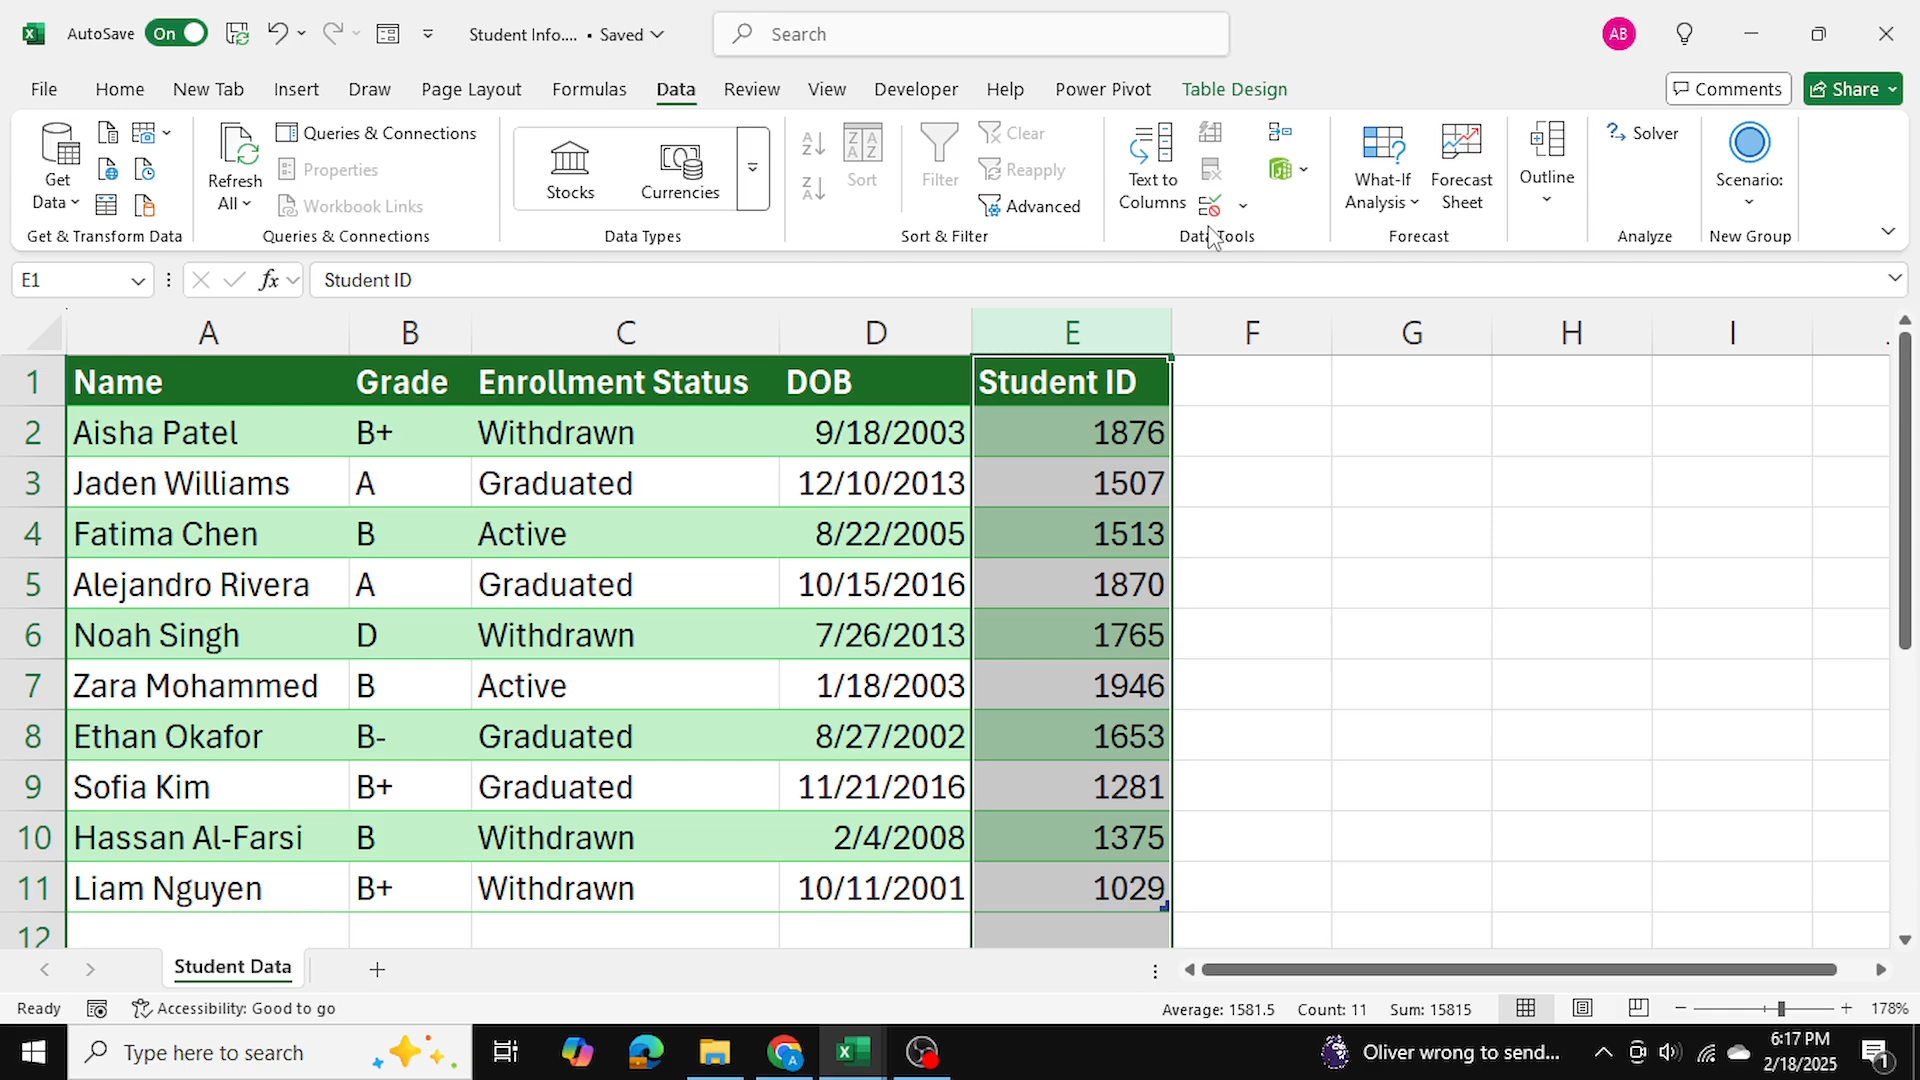 AutoSave On Student Info.... • Saved Search AB
File Home New Tab Insert Draw Page Layout Formulas Data Review View Developer Help Power Pivot Table Design Comments Share
Get Data
Get & Transform Data
Refresh All
Queries & Connections
Properties
Workbook Links
Queries & Connections
Stocks
Currencies
Data Types
Sort
Filter
Clear
Reapply
Advanced
Sort & Filter
Text to Columns
Data Tools
What-If Analysis
Forecast Sheet
Forecast
Outline
Solver
Analyze
Scenario:
New Group
E1 fx Student ID
A B C D E F G H I
1 Name Grade Enrollment Status DOB Student ID
2 Aisha Patel B+ Withdrawn 9/18/2003 1876
3 Jaden Williams A Graduated 12/10/2013 1507
4 Fatima Chen B Active 8/22/2005 1513
5 Alejandro Rivera A Graduated 10/15/2016 1870
6 Noah Singh D Withdrawn 7/26/2013 1765
7 Zara Mohammed B Active 1/18/2003 1946
8 Ethan Okafor B- Graduated 8/27/2002 1653
9 Sofia Kim B+ Graduated 11/21/2016 1281
10 Hassan Al-Farsi B Withdrawn 2/4/2008 1375
11 Liam Nguyen B+ Withdrawn 10/11/2001 1029
12
Student Data
Ready Accessibility: Good to go Average: 1581.5 Count: 11 Sum: 15815 178%
Type here to search Oliver wrong to send... 6:17 PM
2/18/2025 1